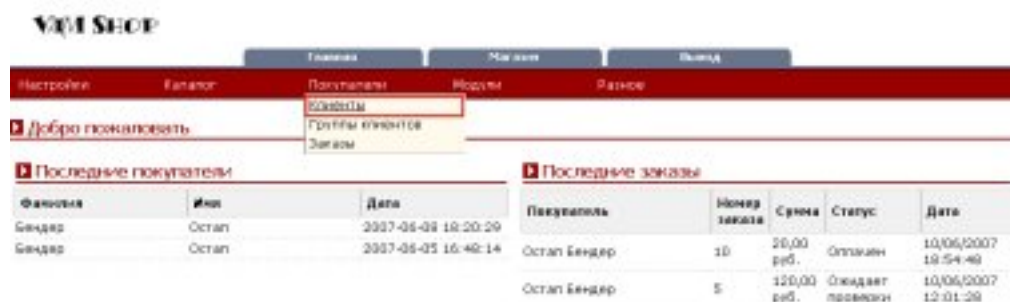 VAM SHOP
Главная Магазин Выход
Настройки Каталог Покупатели Модули Разное
Клиенты
Группы клиентов
Заказы
Добро пожаловать
Последние покупатели
Фамилия Имя Дата
Бендер Остап 2007-06-08 18:20:29
Бендер Остап 2007-06-05 16:48:14
Последние заказы
Покупатель Номер заказа Сумма Статус Дата
Остап Бендер 10 20,00 руб. Оплачен 10/06/2007 18:54:48
Остап Бендер 5 120,00 руб. Ожидает проверки 10/06/2007 12:01:28